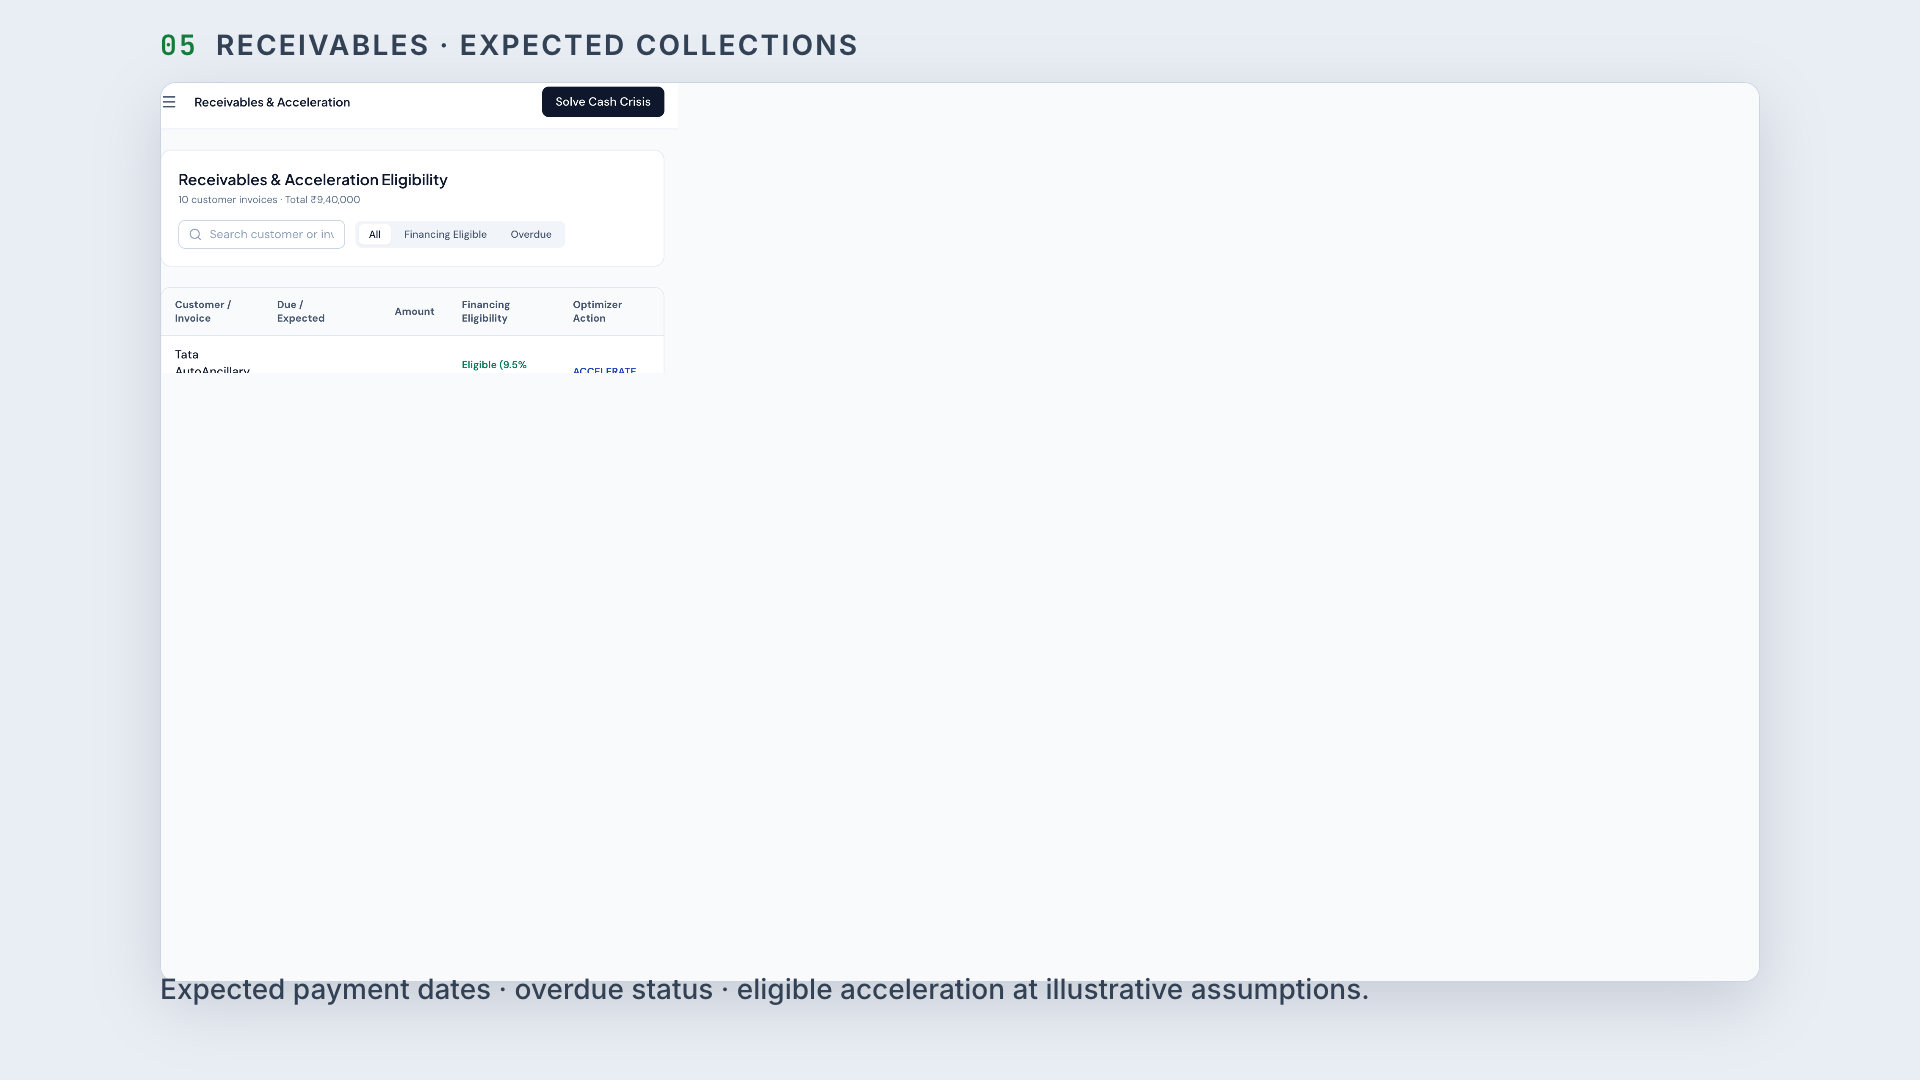 05 RECEIVABLES · EXPECTED COLLECTIONS
Receivables & Acceleration
Solve Cash Crisis
Receivables & Acceleration Eligibility
10 customer invoices · Total ₹9,40,000
Search customer or inv
All
Financing Eligible
Overdue
Customer / Invoice
Due / Expected
Amount
Financing Eligibility
Optimizer Action
Tata
AutoAncillary
Eligible (9.5%
ACCELERATE
Expected payment dates · overdue status · eligible acceleration at illustrative assumptions.